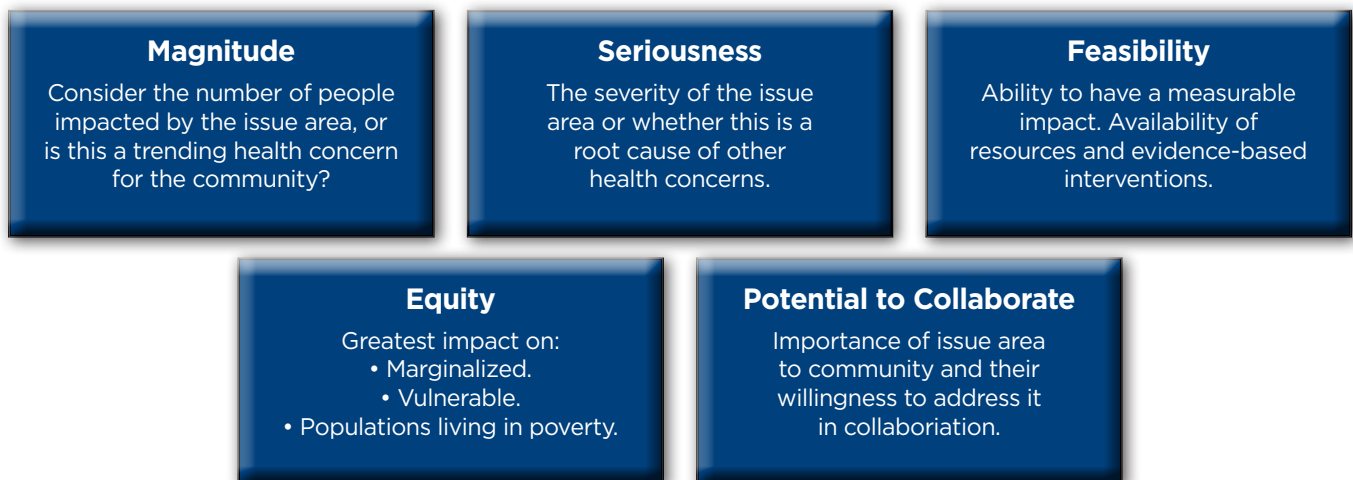 Magnitude
Consider the number of people
impacted by the issue area, or
is this a trending health concern
for the community?
Seriousness
The severity of the issue
area or whether this is a
root cause of other
health concerns.
Feasibility
Ability to have a measurable
impact. Availability of
resources and evidence-based
interventions.
Equity
Greatest impact on:
• Marginalized.
• Vulnerable.
• Populations living in poverty.
Potential to Collaborate
Importance of issue area
to community and their
willingness to address it
in collaboriation.